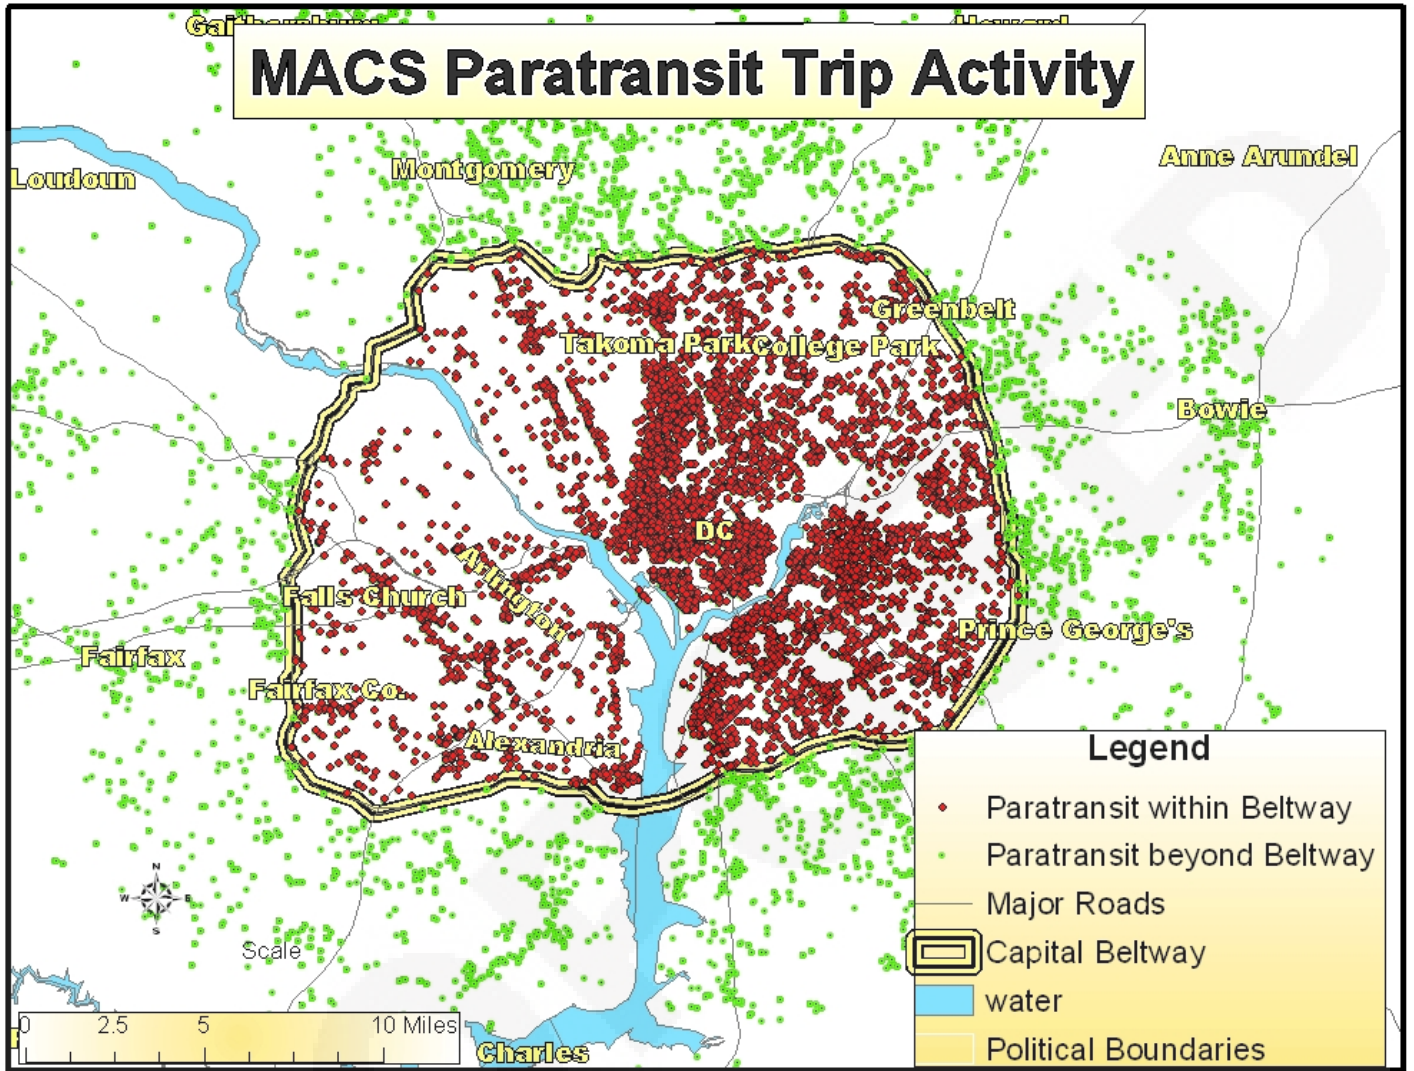 MACS Paratransit Trip Activity
Montgomery
Anne Arundel
Loudoun
Greenbelt
Takoma Park
College Park
Bowie
DC
Arlington
Falls Church
Prince George's
Fairfax
Fairfax Co.
Alexandria
Legend
Paratransit within Beltway
Paratransit beyond Beltway
Major Roads
Capital Beltway
water
Political Boundaries
N
W E
S
Scale
0 2.5 5 10 Miles
Charles